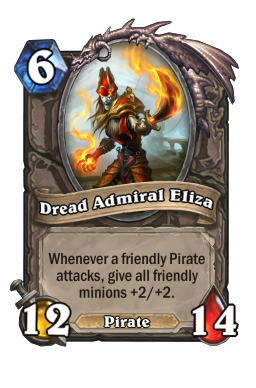 6
Dread Admiral Eliza
Whenever a friendly Pirate
attacks, give all friendly
minions +2/+2.
12
Pirate
14